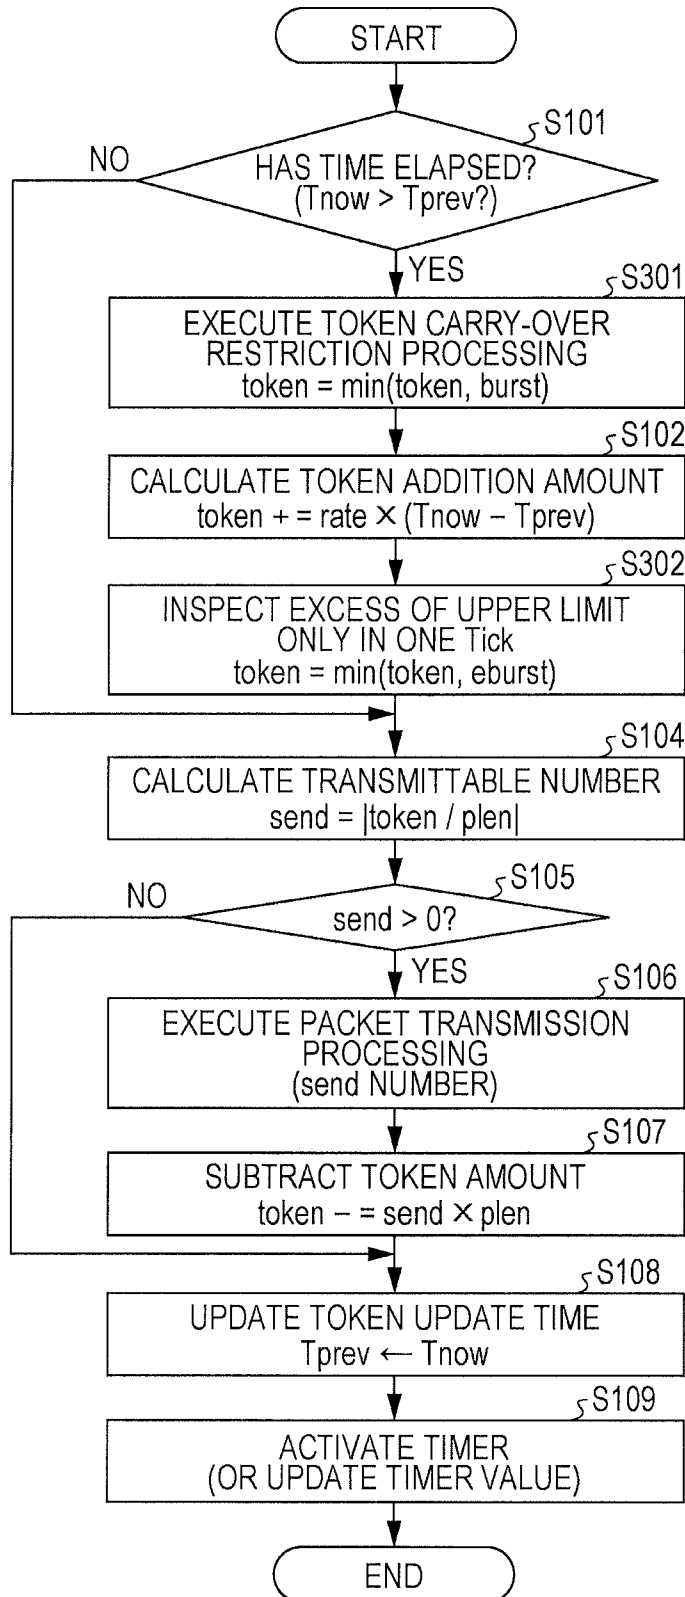 START
S101
HAS TIME ELAPSED?
(Tnow > Tprev?)
NO
YES
S301
EXECUTE TOKEN CARRY-OVER
RESTRICTION PROCESSING
token = min(token, burst)
S102
CALCULATE TOKEN ADDITION AMOUNT
token + = rate × (Tnow – Tprev)
S302
INSPECT EXCESS OF UPPER LIMIT
ONLY IN ONE Tick
token = min(token, eburst)
S104
CALCULATE TRANSMITTABLE NUMBER
send = |token / plen|
S105
send > 0?
NO
YES
S106
EXECUTE PACKET TRANSMISSION
PROCESSING
(send NUMBER)
S107
SUBTRACT TOKEN AMOUNT
token – = send × plen
S108
UPDATE TOKEN UPDATE TIME
Tprev ← Tnow
S109
ACTIVATE TIMER
(OR UPDATE TIMER VALUE)
END